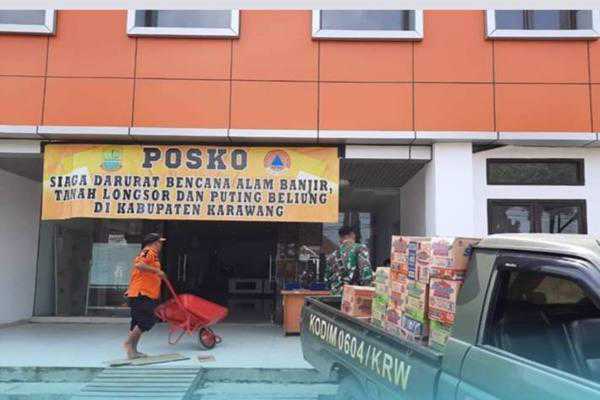 POSKO
SIAGA DARURAT BENCANA ALAM BANJIR,
TANAH LONGSOR DAN PUTING BELIUNG
DI KABUPATEN KARAWANG
KODIM 0604/KRW